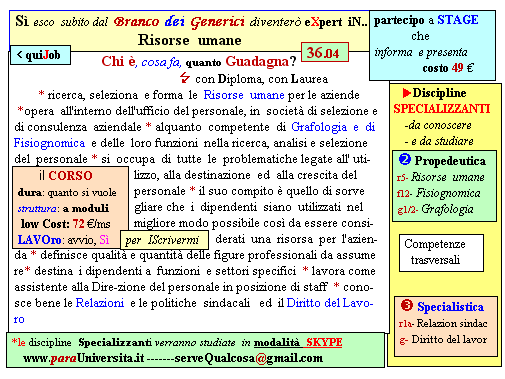 Sì esco subito dal Branco dei Generici diventerò eXpert iN..
Risorse umane
partecipo a STAGE
che
informa e presenta
costo 49 €
< quiJob
Chi è, cosa fa, quanto Guadagna?
36.04
con Diploma, con Laurea
* ricerca, seleziona e forma le Risorse umane per le aziende
*opera all'interno dell'ufficio del personale, in società di selezione e
di consulenza aziendale * alquanto competente di Grafologia e di
Fisiognomica e delle loro funzioni nella ricerca, analisi e selezione
del personale * si occupa di tutte le problematiche legate all' uti-
lizzo, alla destinazione ed alla crescita del
personale * il suo compito è quello di sorve
gliare che i dipendenti siano utilizzati nel
migliore modo possibile così da essere consi-
derati una risorsa per l'azien-
da * definisce qualità e quantità delle figure professionali da assume
re* destina i dipendenti a funzioni e settori specifici * lavora come
assistente alla Dire-zione del personale in posizione di staff * cono-
sce bene le Relazioni e le politiche sindacali ed il Diritto del Lavo-
ro
il CORSO
dura: quanto si vuole
struttura: a moduli
low Cost: 72 €/ms
LAVOro: avvio, Sì
per IScrivermi
Discipline
SPECIALIZZANTI
-da conoscere
- e da studiare
2 Propedeutica
r5- Risorse umane
f12- Fisiognomica
g1/2- Grafologia
Competenze
trasversali
3 Specialistica
r1a- Relazion sindac
g- Diritto del lavor
*le discipline Specializzanti verranno studiate in modalità SKYPE
www.paraUniversita.it -------serveQualcosa@gmail.com